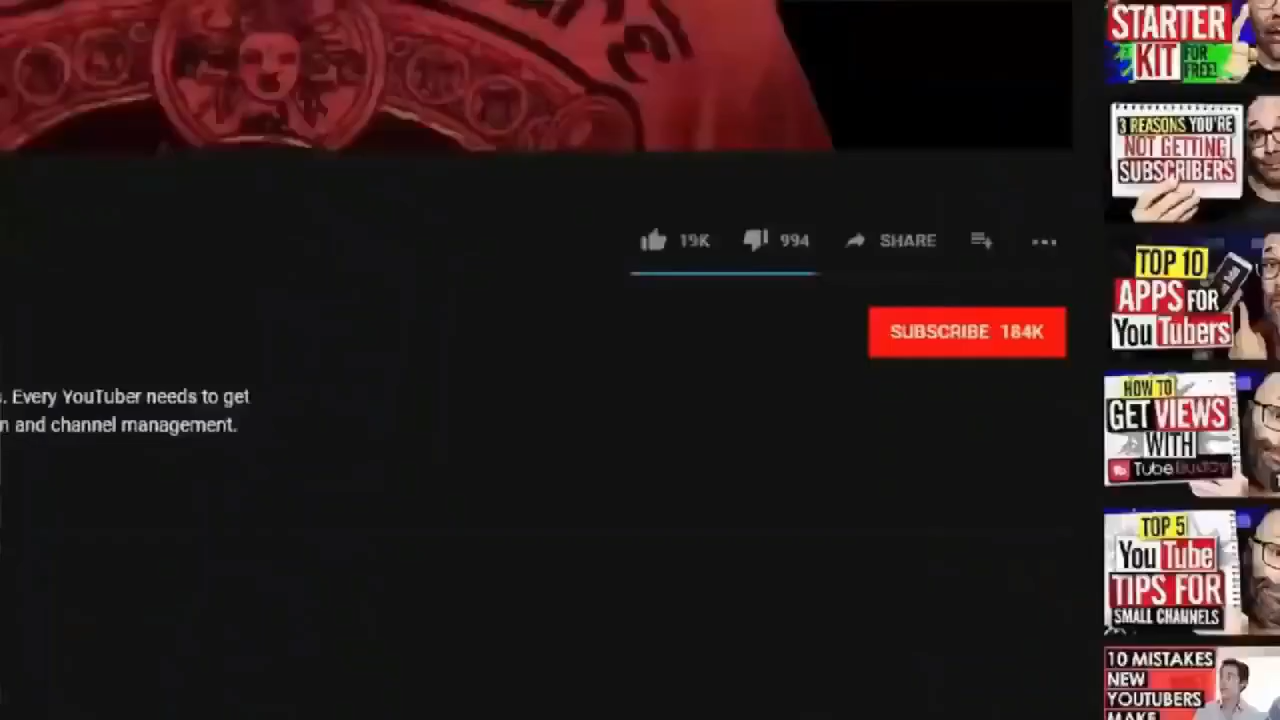 19K 994 SHARE
SUBSCRIBE 184K
. Every YouTuber needs to get
and channel management.
STARTER
KIT FOR
FREE!
3 REASONS YOU'RE
NOT GETTING
SUBSCRIBERS
TOP 10
APPS FOR
YouTubers
HOW TO
GET VIEWS
WITH
TubeBuddy
TOP 5
YouTube
TIPS FOR
SMALL CHANNELS
10 MISTAKES
NEW
YOUTUBERS
MAKE